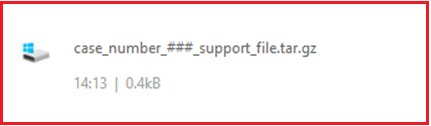 case_number_###_support_file.tar.gz
14:13 | 0.4kB